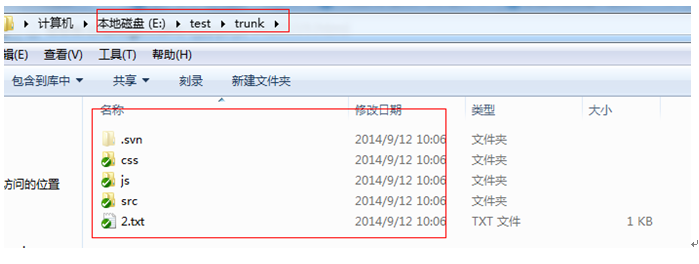 计算机 本地磁盘 (E:) test trunk
辑(E) 查看(V) 工具(T) 帮助(H)
包含到库中 共享 刻录 新建文件夹
名称 修改日期 类型 大小
.svn 2014/9/12 10:06 文件夹
css 2014/9/12 10:06 文件夹
访问的位置
js 2014/9/12 10:06 文件夹
src 2014/9/12 10:06 文件夹
2.txt 2014/9/12 10:06 TXT 文件 1 KB